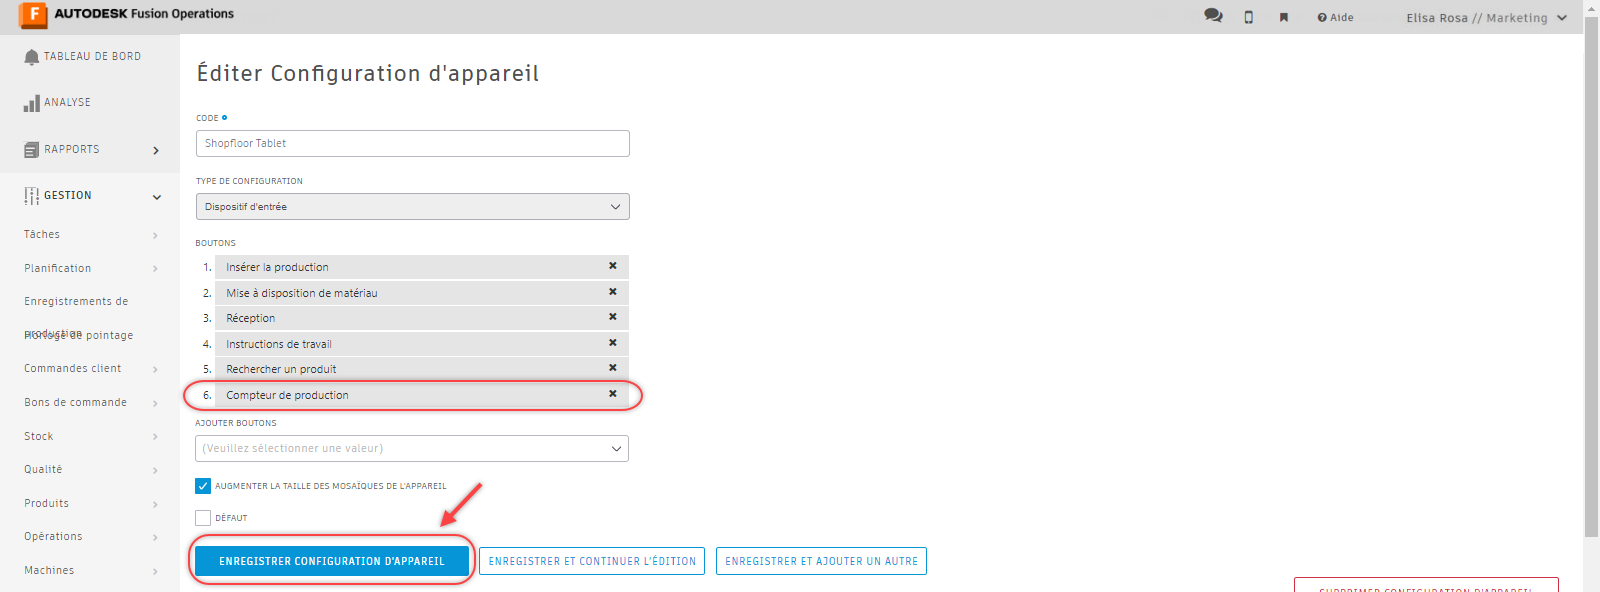 F AUTODESK Fusion Operations
Aide
Elisa Rosa // Marketing
TABLEAU DE BORD
ANALYSE
RAPPORTS
GESTION
Tâches
Planification
Enregistrements de
production
Horloge de pointage
Commandes client
Bons de commande
Stock
Qualité
Produits
Opérations
Machines
Éditer Configuration d'appareil
CODE
Shopfloor Tablet
TYPE DE CONFIGURATION
Dispositif d'entrée
BOUTONS
1. Insérer la production
2. Mise à disposition de matériau
3. Réception
4. Instructions de travail
5. Rechercher un produit
6. Compteur de production
AJOUTER BOUTONS
(Veuillez sélectionner une valeur)
AUGMENTER LA TAILLE DES MOSAÏQUES DE L'APPAREIL
DÉFAUT
ENREGISTRER CONFIGURATION D'APPAREIL
ENREGISTRER ET CONTINUER L'ÉDITION
ENREGISTRER ET AJOUTER UN AUTRE
SUPPRIMER CONFIGURATION D'APPAREIL